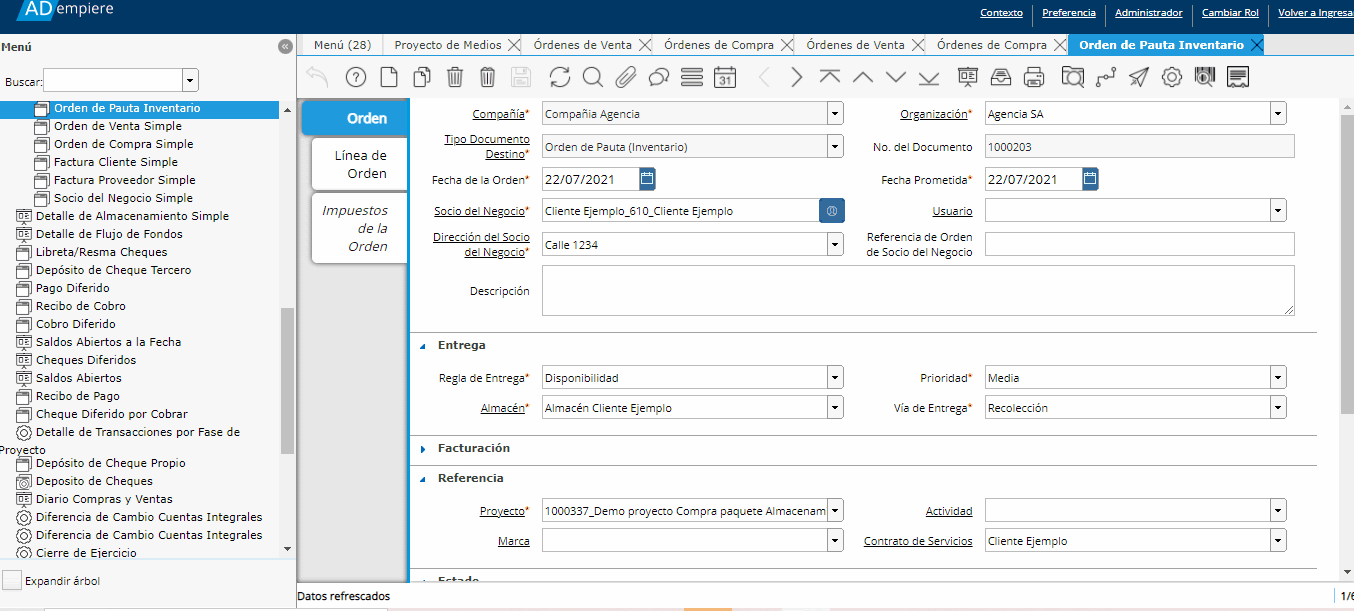 ADempiere
Contexto Preferencia Administrador Cambiar Rol Volver a Ingresa
Menú
Menú (28) Proyecto de Medios Órdenes de Venta Órdenes de Compra Órdenes de Venta Órdenes de Compra Orden de Pauta Inventario
Buscar:
31
Orden de Pauta Inventario
Orden de Venta Simple
Orden de Compra Simple
Factura Cliente Simple
Factura Proveedor Simple
Socio del Negocio Simple
Detalle de Almacenamiento Simple
Detalle de Flujo de Fondos
Libreta/Resma Cheques
Depósito de Cheque Tercero
Pago Diferido
Recibo de Cobro
Cobro Diferido
Saldos Abiertos a la Fecha
Cheques Diferidos
Saldos Abiertos
Recibo de Pago
Cheque Diferido por Cobrar
Detalle de Transacciones por Fase de
Proyecto
Depósito de Cheque Propio
Deposito de Cheques
Diario Compras y Ventas
Diferencia de Cambio Cuentas Integrales
Diferencia de Cambio Cuentas Integrales
Cierre de Ejercicio
Expandir árbol
Orden
Línea de
Orden
Impuestos
de la
Orden
Compañía* Compañia Agencia Organización* Agencia SA
Tipo Documento
Destino* Orden de Pauta (Inventario) No. del Documento 1000203
Fecha de la Orden* 22/07/2021 Fecha Prometida* 22/07/2021
Socio del Negocio* Cliente Ejemplo_610_Cliente Ejemplo Usuario
Dirección del Socio
del Negocio* Calle 1234 Referencia de Orden
de Socio del Negocio
Descripción
Entrega
Regla de Entrega* Disponibilidad Prioridad* Media
Almacén* Almacén Cliente Ejemplo Vía de Entrega* Recolección
Facturación
Referencia
Proyecto* 1000337_Demo proyecto Compra paquete Almacenam Actividad
Marca Contrato de Servicios Cliente Ejemplo
Estado
Datos refrescados 1/6